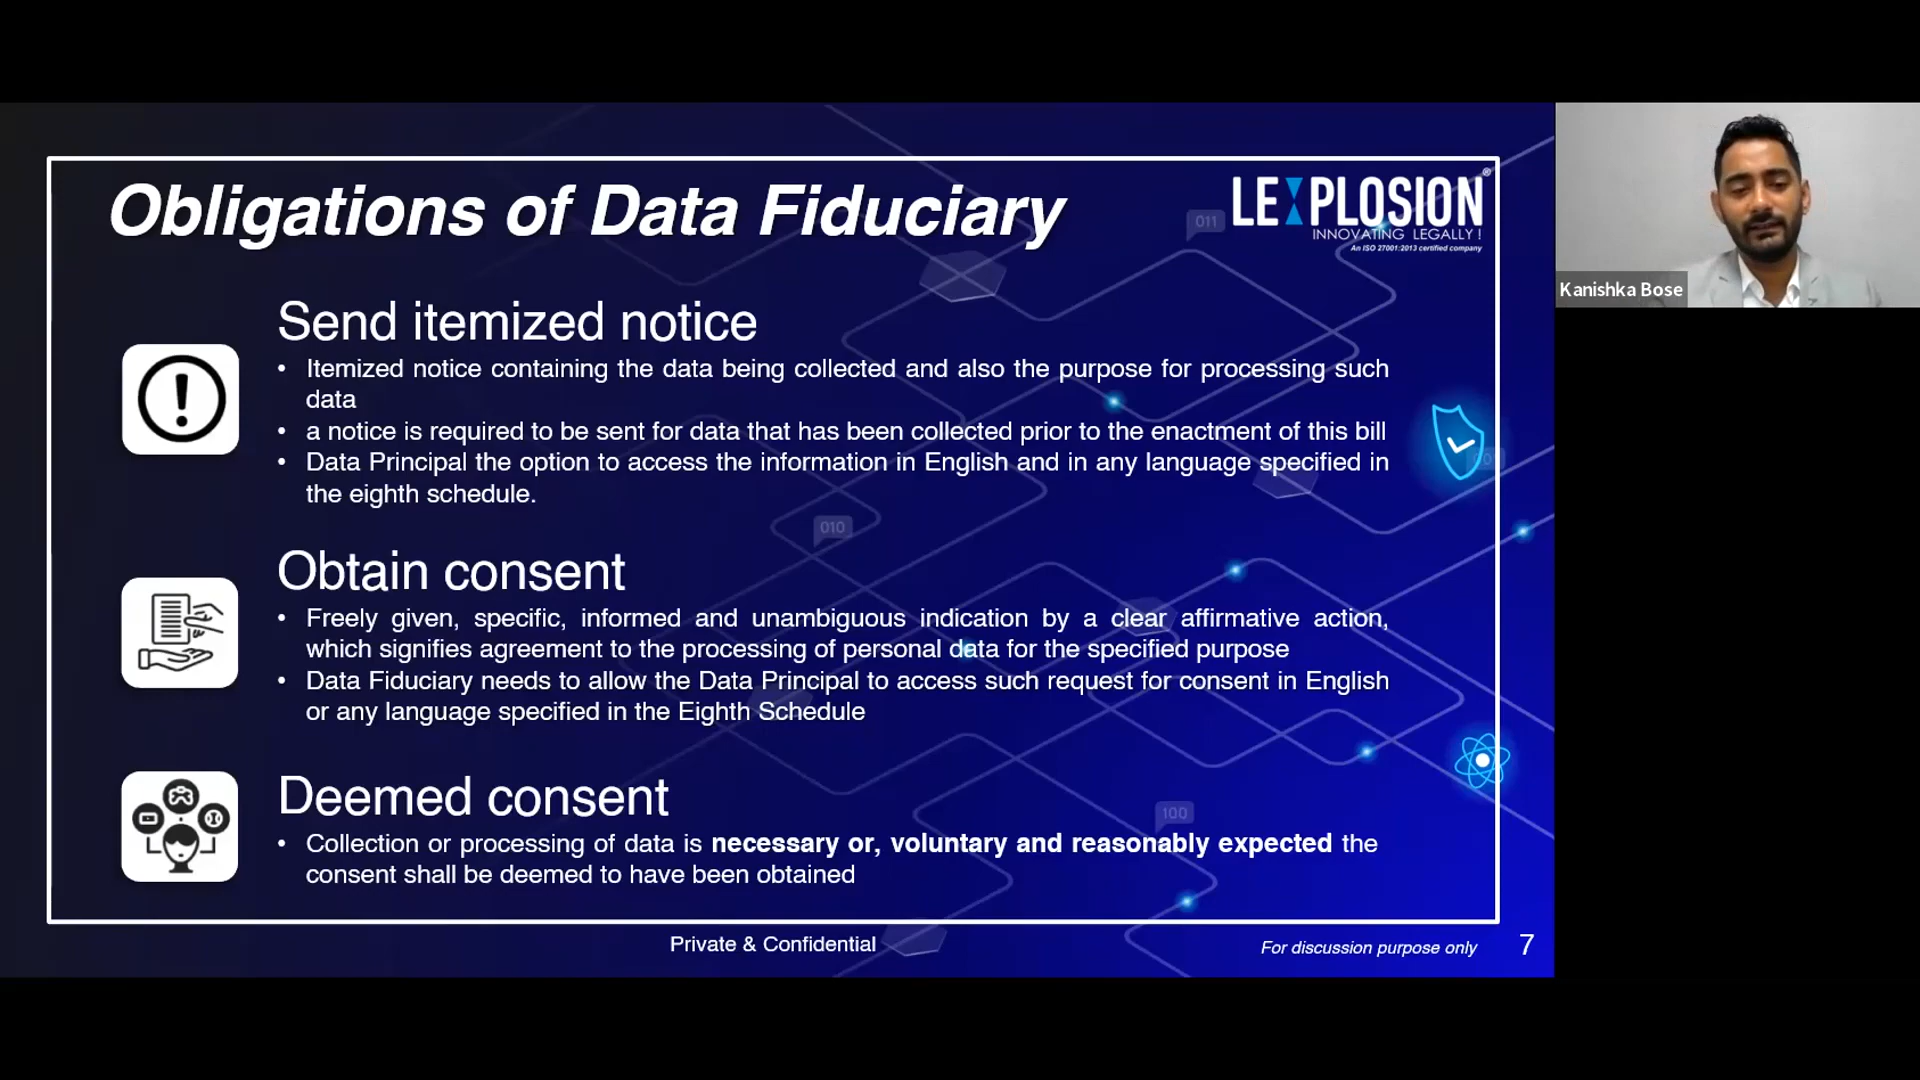 Obligations of Data Fiduciary
LEXPLOSION®
INNOVATING LEGALLY !
An ISO 27001:2013 certified company
011
Send itemized notice
• Itemized notice containing the data being collected and also the purpose for processing such
data
• a notice is required to be sent for data that has been collected prior to the enactment of this bill
• Data Principal the option to access the information in English and in any language specified in
the eighth schedule.
010
Obtain consent
• Freely given, specific, informed and unambiguous indication by a clear affirmative action,
which signifies agreement to the processing of personal data for the specified purpose
• Data Fiduciary needs to allow the Data Principal to access such request for consent in English
or any language specified in the Eighth Schedule
Deemed consent
100
• Collection or processing of data is necessary or, voluntary and reasonably expected the
consent shall be deemed to have been obtained
Private & Confidential
For discussion purpose only
7
Kanishka Bose